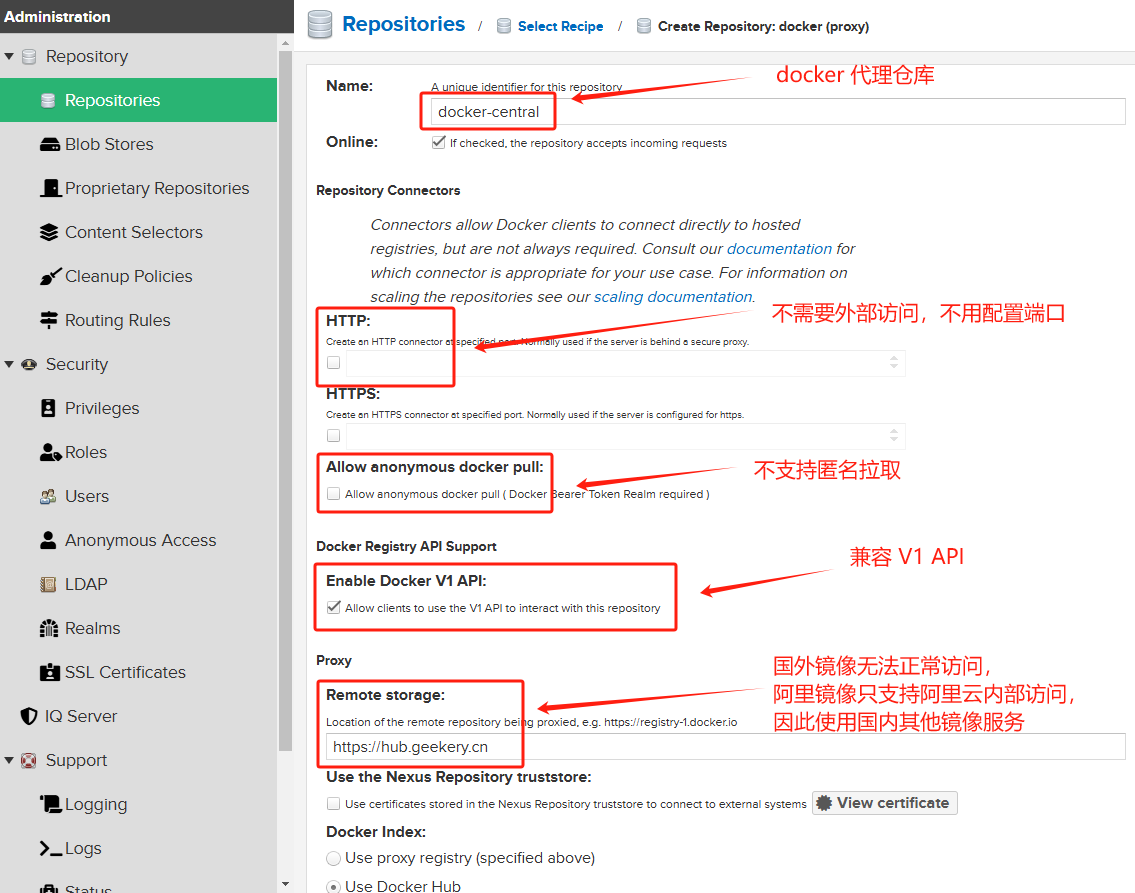 Administration
Repository
Repositories
Blob Stores
Proprietary Repositories
Content Selectors
Cleanup Policies
Routing Rules
Security
Privileges
Roles
Users
Anonymous Access
LDAP
Realms
SSL Certificates
IQ Server
Support
Logging
Logs
Status
Repositories / Select Recipe / Create Repository: docker (proxy)
docker 代理仓库
Name:
A unique identifier for this repository
docker-central
Online:
If checked, the repository accepts incoming requests
Repository Connectors
Connectors allow Docker clients to connect directly to hosted
registries, but are not always required. Consult our documentation for
which connector is appropriate for your use case. For information on
scaling the repositories see our scaling documentation.
不需要外部访问，不用配置端口
HTTP:
Create an HTTP connector at specified port. Normally used if the server is behind a secure proxy.
HTTPS:
Create an HTTPS connector at specified port. Normally used if the server is configured for https.
不支持匿名拉取
Allow anonymous docker pull:
Allow anonymous docker pull ( Docker Bearer Token Realm required )
Docker Registry API Support
兼容 V1 API
Enable Docker V1 API:
Allow clients to use the V1 API to interact with this repository
Proxy
国外镜像无法正常访问，
阿里镜像只支持阿里云内部访问，
因此使用国内其他镜像服务
Remote storage:
Location of the remote repository being proxied, e.g. https://registry-1.docker.io
https://hub.geekery.cn
Use the Nexus Repository truststore:
Use certificates stored in the Nexus Repository truststore to connect to external systems
View certificate
Docker Index:
Use proxy registry (specified above)
Use Docker Hub